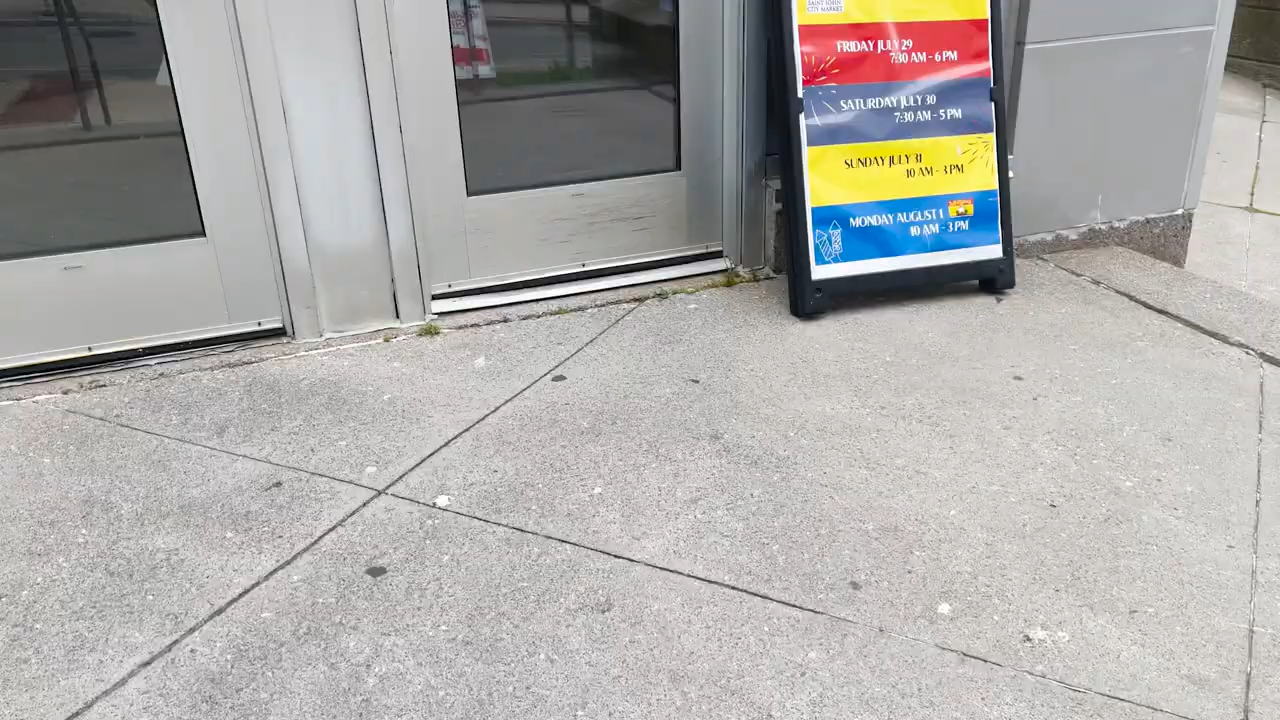 SAINT JOHN
CITY MARKET
FRIDAY JULY 29
7:30 AM - 6 PM
SATURDAY JULY 30
7:30 AM - 5 PM
SUNDAY JULY 31
10 AM - 3 PM
MONDAY AUGUST 1
10 AM - 3 PM